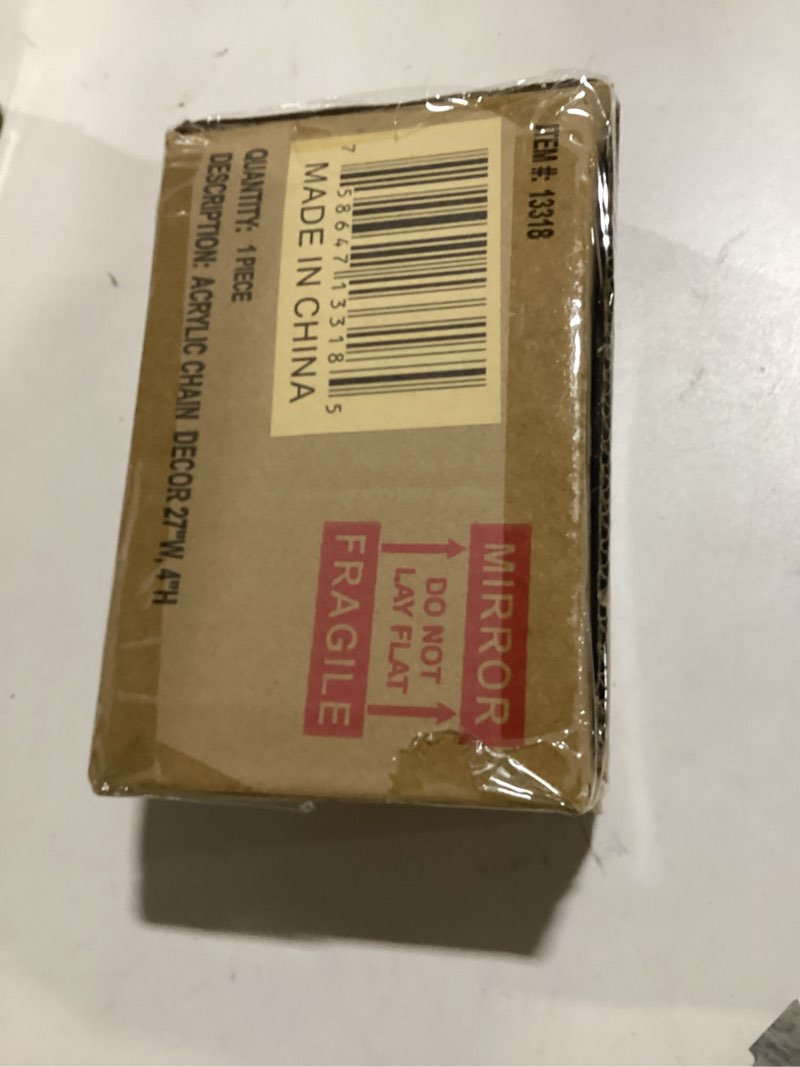 ITEM #: 13318
7 58647 13318 5
MADE IN CHINA
QUANTITY: 1 PIECE
DESCRIPTION: ACRYLIC CHAIN DECOR 27"W, 4"H
MIRROR
DO NOT
LAY FLAT
FRAGILE